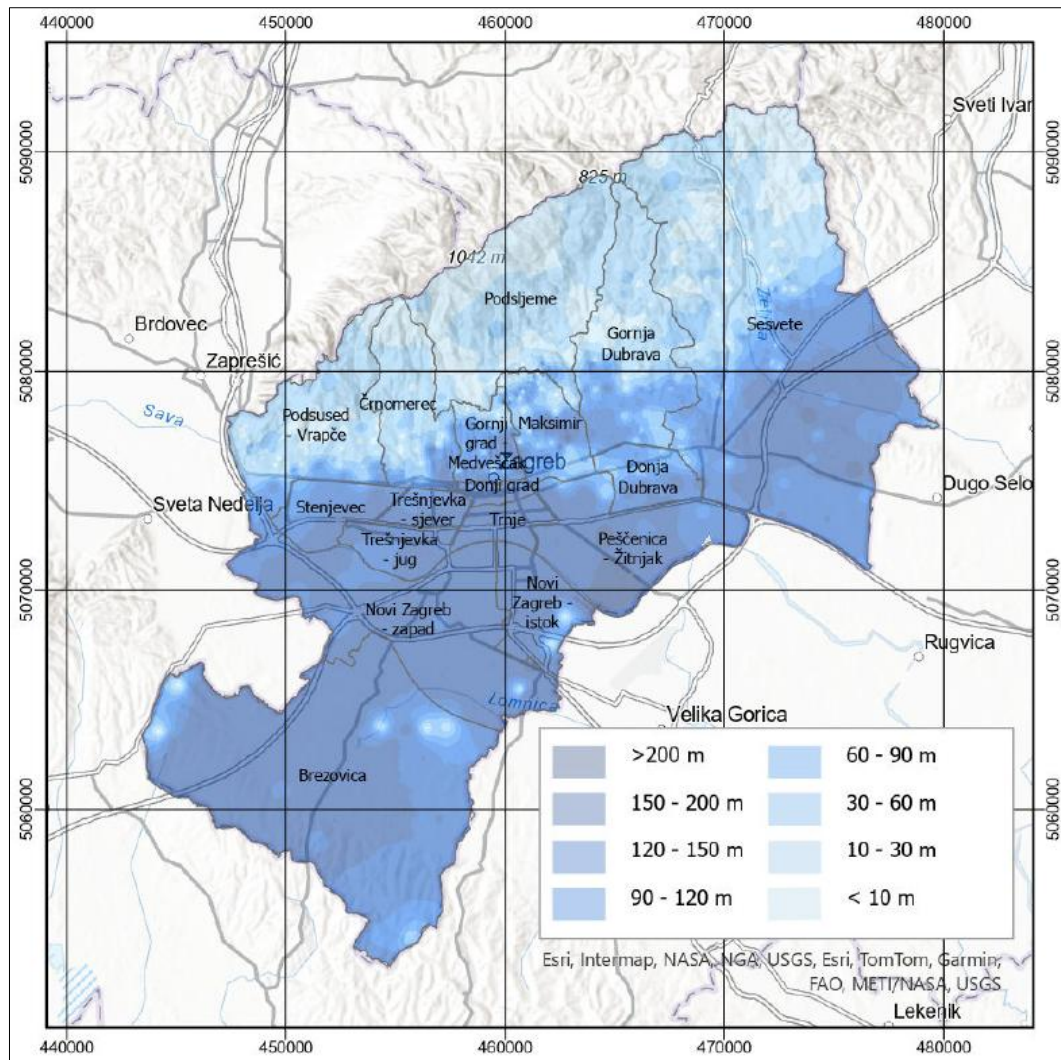 440000 450000 460000 470000 480000
Sveti Ivan
5090000 5090000
825 m
1042 m
Podsljeme
Zelina
Brdovec
Gornja
Dubrava
Sesvete
Zaprešić
5080000 5080000
Sava
Črnomerec
Podsused
- Vrapče
Gornji
grad -
Medveščak
Maksimir
Zagreb
Donji grad
Donja
Dubrava
Dugo Selo
Sveta Nedelja
Stenjevec
Trešnjevka
- sjever
Trnje
Trešnjevka
- jug
Peščenica
- Žitnjak
5070000 5070000
Novi Zagreb
- zapad
Novi
Zagreb -
istok
Rugvica
Lomnica
Velika Gorica
Brezovica
5060000 5060000
>200 m
150 - 200 m
120 - 150 m
90 - 120 m
60 - 90 m
30 - 60 m
10 - 30 m
< 10 m
Esri, Intermap, NASA, NGA, USGS, Esri, TomTom, Garmin,
FAO, METI/NASA, USGS
Lekenik
440000 450000 460000 470000 480000